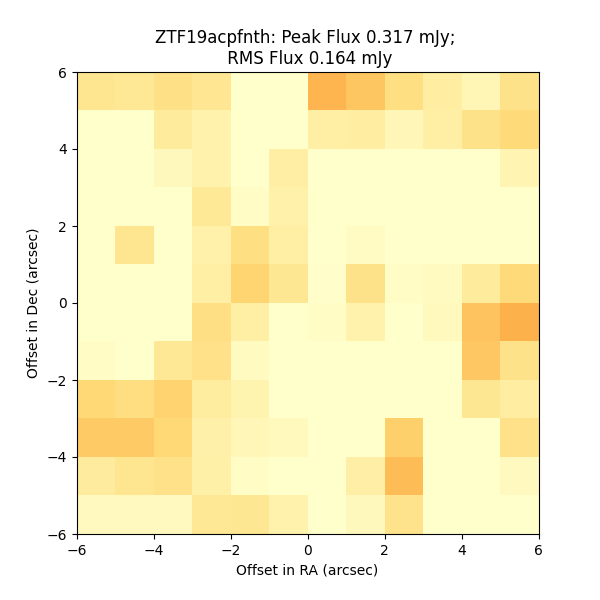 ZTF19acpfnth: Peak Flux 0.317 mJy;
RMS Flux 0.164 mJy
6
4
2
0
−2
−4
−6
Offset in Dec (arcsec)
−6 −4 −2 0 2 4 6
Offset in RA (arcsec)